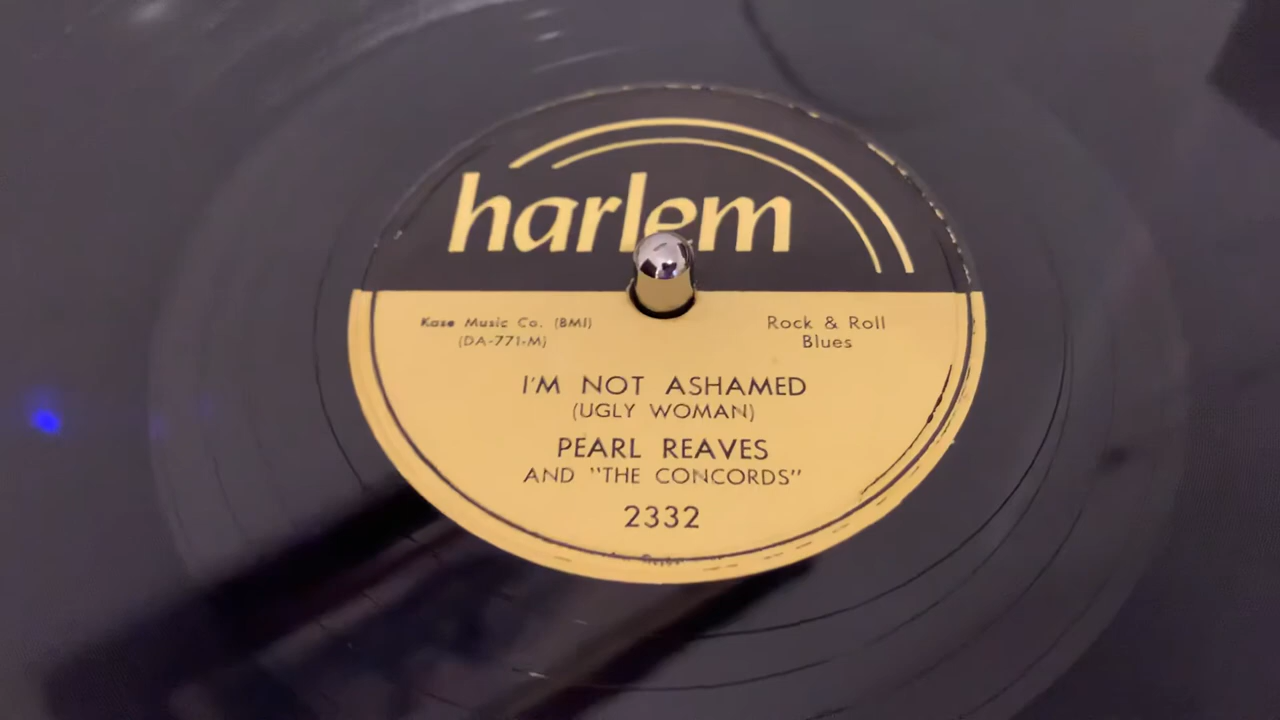 harlem
Kase Music Co. (BMI)
(DA-771-M)
Rock & Roll
Blues
I'M NOT ASHAMED
(UGLY WOMAN)
PEARL REAVES
AND "THE CONCORDS"
2332